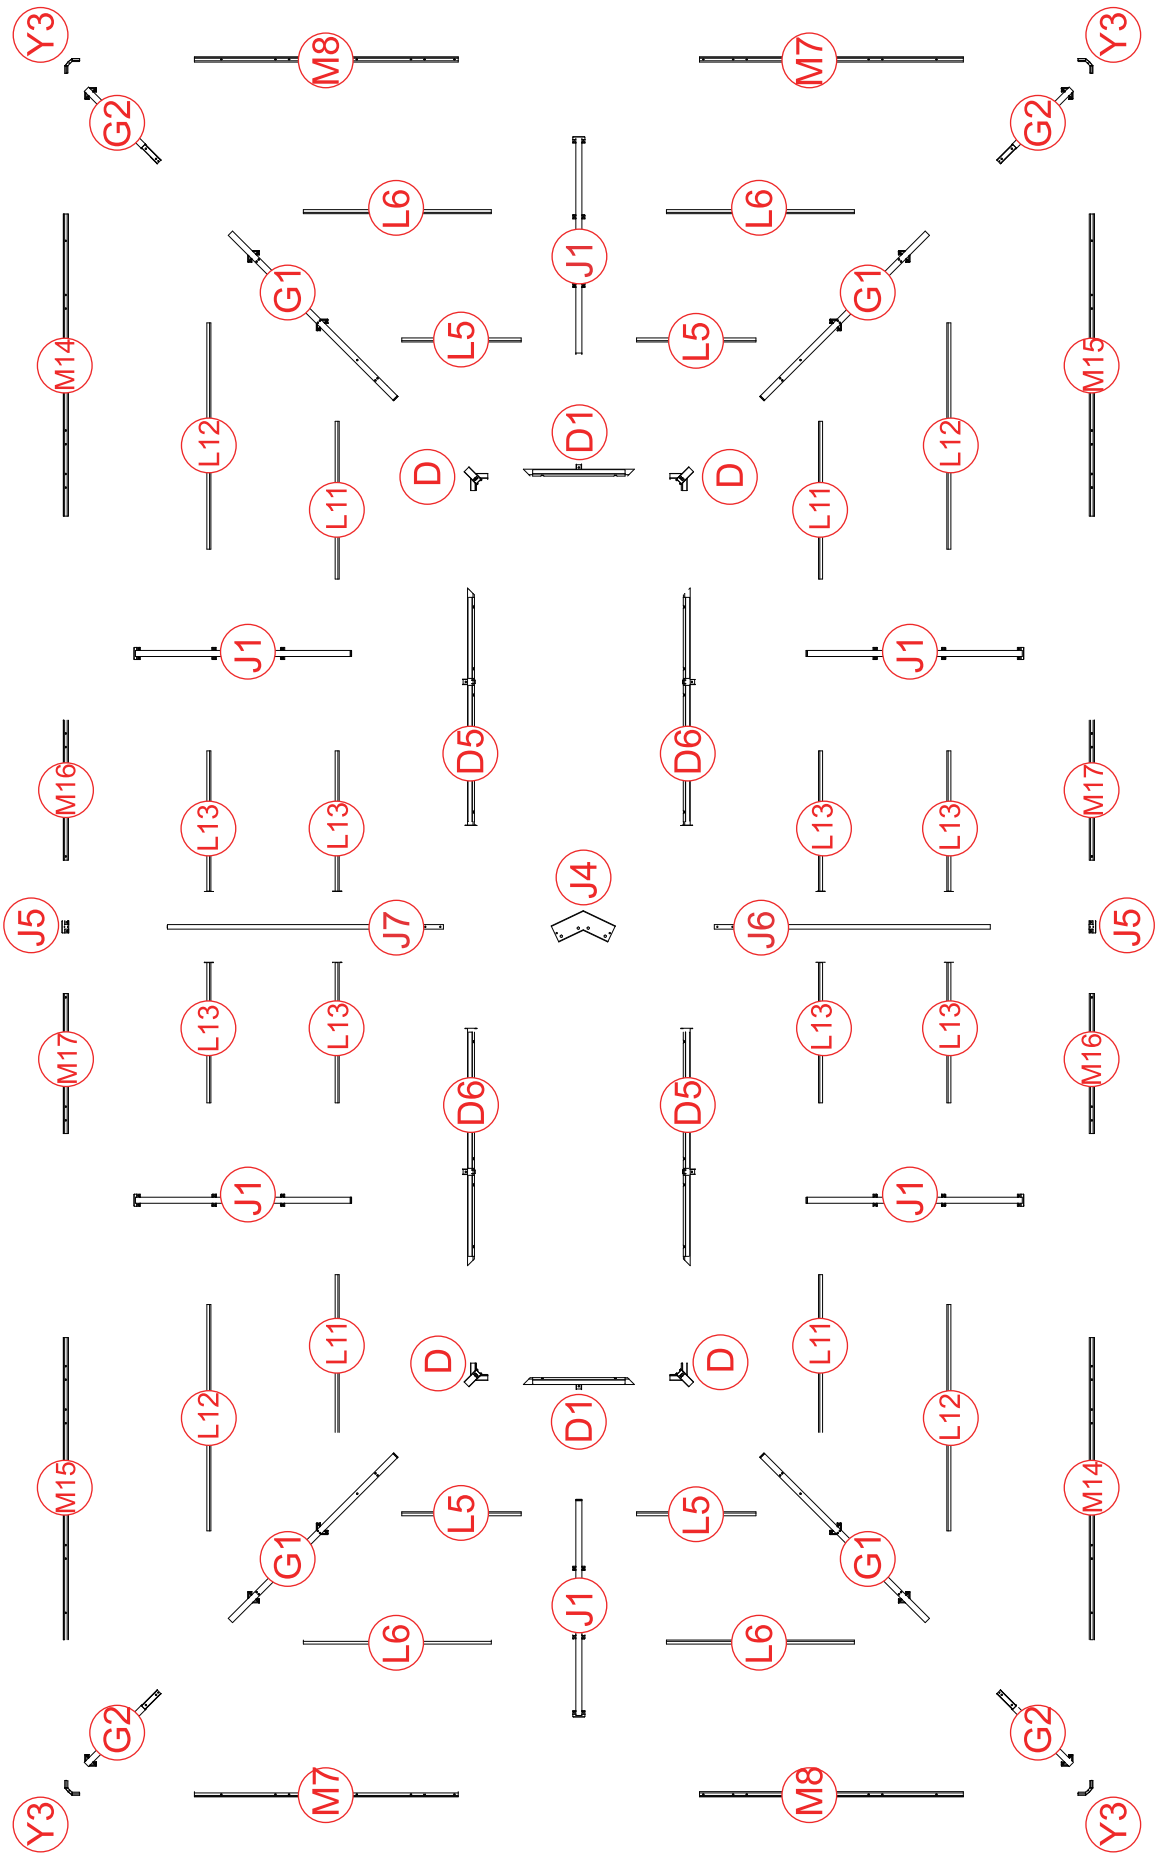 Y3 M8 M7 Y3
G2 G2
L6 L6
J1
G1 G1
L5 L5
M14 M15
D1
L12 L12
D D
L11 L11
J1 J1
D5 D6
M16 M17
L13 L13 L13 L13
J4
J5 J7 J6 J5
L13 L13 L13 L13
M17 M16
D6 D5
J1 J1
L11 L11
D D
L12 D1 L12
M15 M14
L5 L5
G1 G1
J1
L6 L6
G2 G2
M7 M8
Y3 Y3